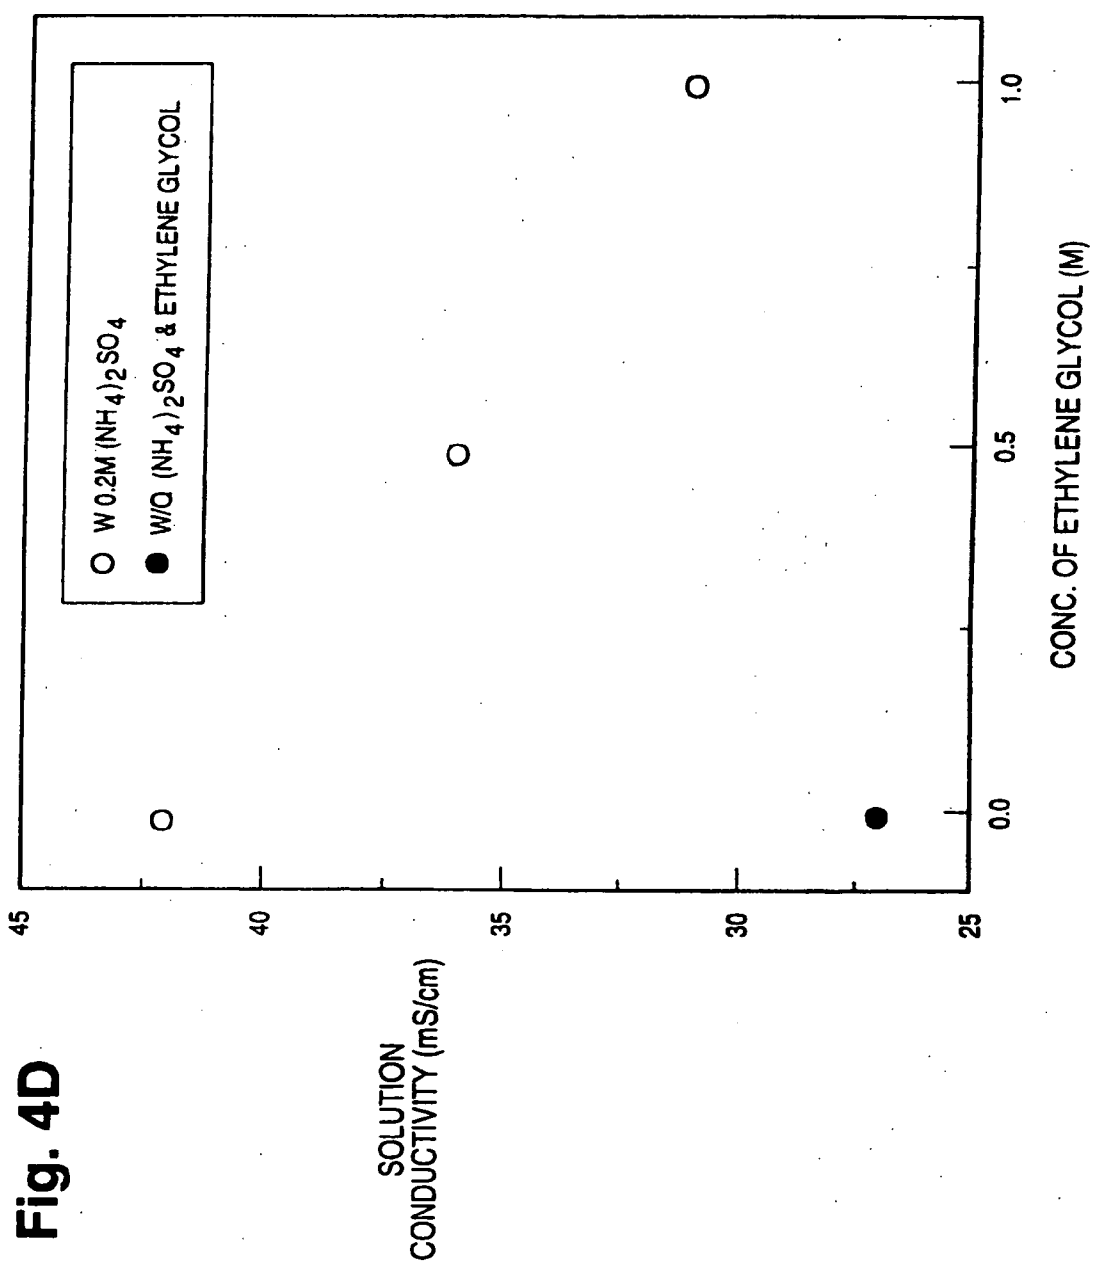 Fig. 4D
SOLUTION
CONDUCTIVITY (mS/cm)
45
40
35
30
25
W 0.2M (NH4)2SO4
W/O (NH4)2SO4 & ETHYLENE GLYCOL
0.0
0.5
1.0
CONC. OF ETHYLENE GLYCOL (M)